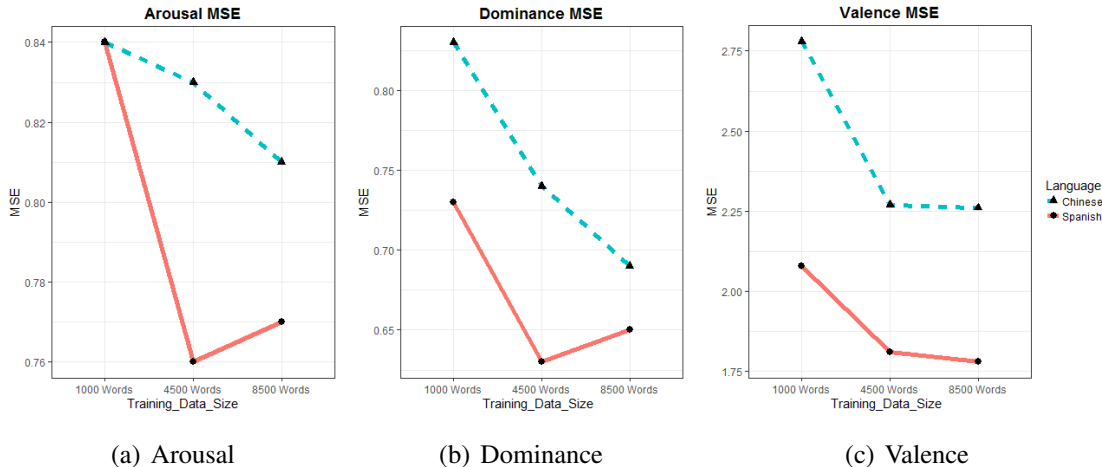 Arousal MSE
0.84
0.82
0.80
0.78
0.76
MSE
1000 Words 4500 Words 8500 Words
Training_Data_Size
(a) Arousal
Dominance MSE
0.80
0.75
0.70
0.65
MSE
1000 Words 4500 Words 8500 Words
Training_Data_Size
(b) Dominance
Valence MSE
2.75
2.50
2.25
2.00
1.75
MSE
1000 Words 4500 Words 8500 Words
Training_Data_Size
(c) Valence
Language
Chinese
Spanish